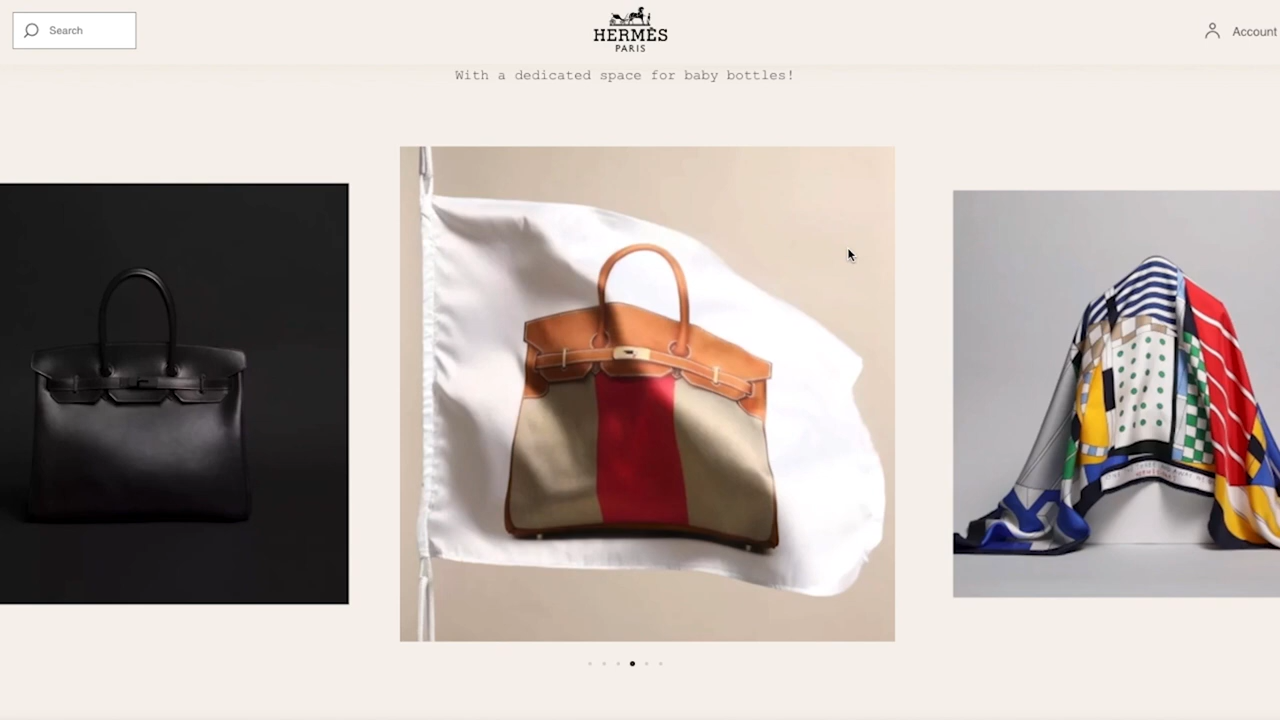 Search
HERMÈS
PARIS
Account
With a dedicated space for baby bottles!